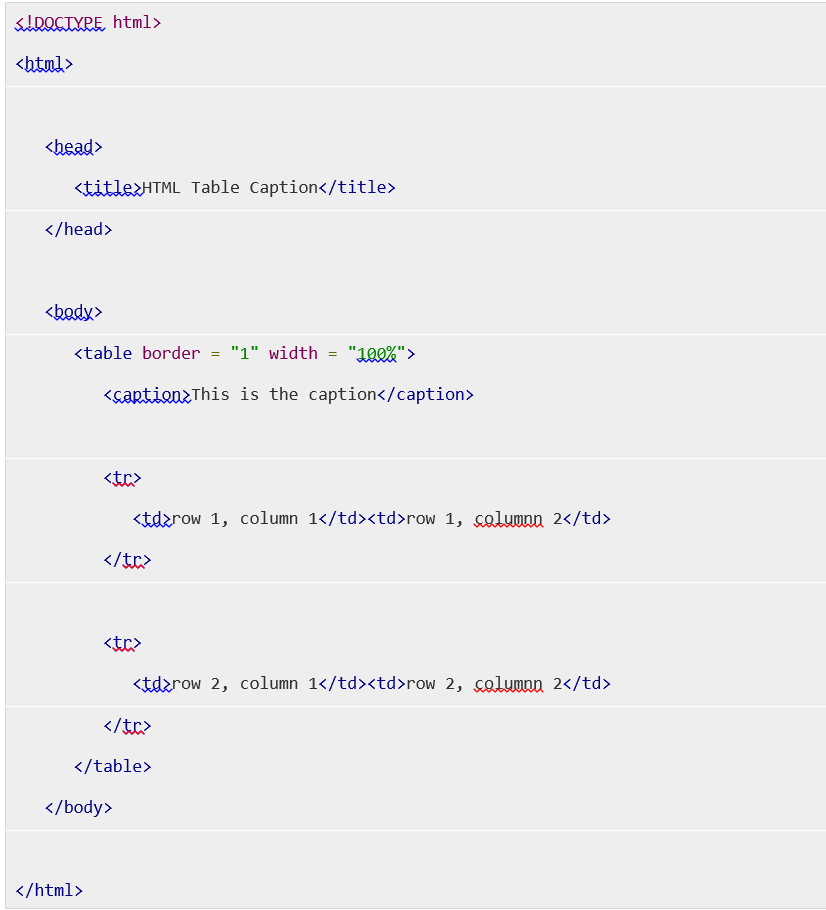 <!DOCTYPE html>
<html>
<head>
<title>HTML Table Caption</title>
</head>
<body>
<table border = "1" width = "100%">
<caption>This is the caption</caption>
<tr>
<td>row 1, column 1</td><td>row 1, columnn 2</td>
</tr>
<tr>
<td>row 2, column 1</td><td>row 2, columnn 2</td>
</tr>
</table>
</body>
</html>